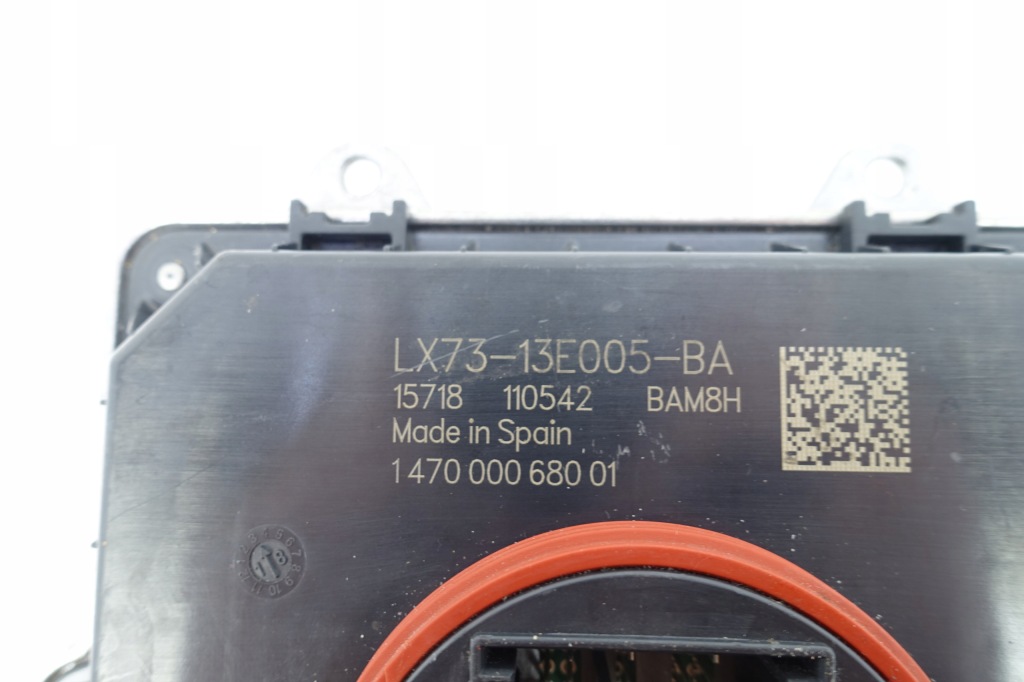 LX73-13E005-BA
15718 110542 BAM8H
Made in Spain
1 470 000 680 01